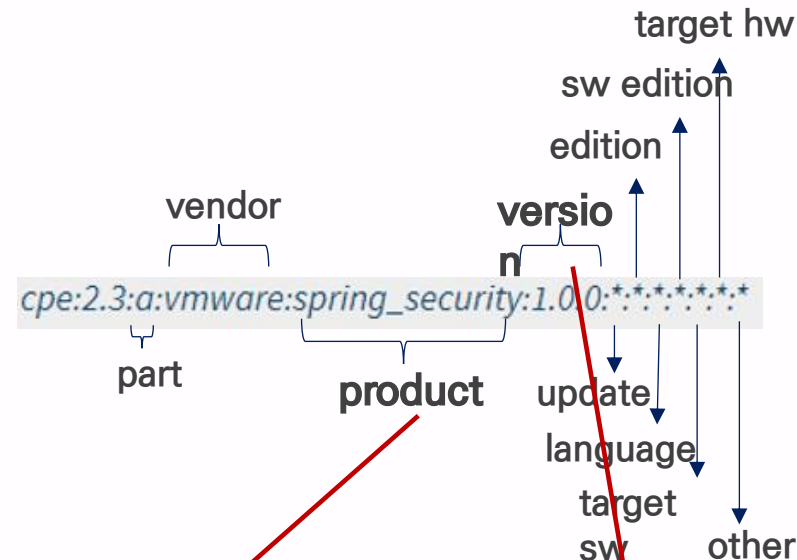 target hw
sw edition
edition
vendor
versio
n
cpe:2.3:a:vmware:spring_security:1.0.0:*:*:*:*:*:*:*
part
product
update
language
target
sw
other